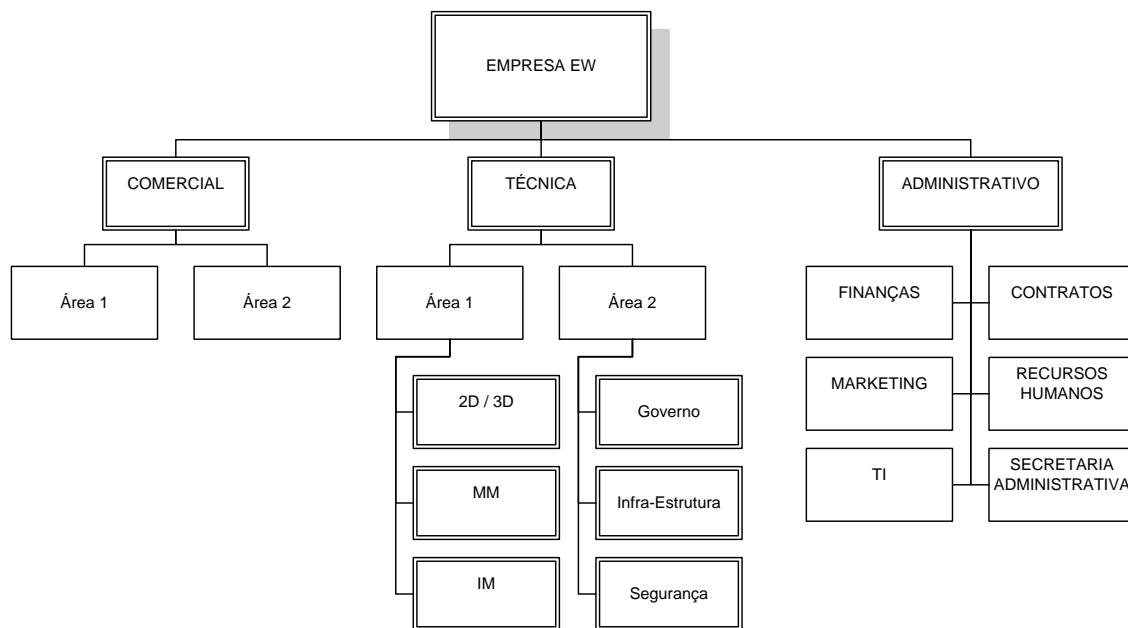 EMPRESA EW
COMERCIAL
TÉCNICA
ADMINISTRATIVO
Área 1
Área 2
Área 1
Área 2
FINANÇAS
CONTRATOS
2D / 3D
Governo
MARKETING
RECURSOS
HUMANOS
MM
Infra-Estrutura
TI
SECRETARIA
ADMINISTRATIVA
IM
Segurança